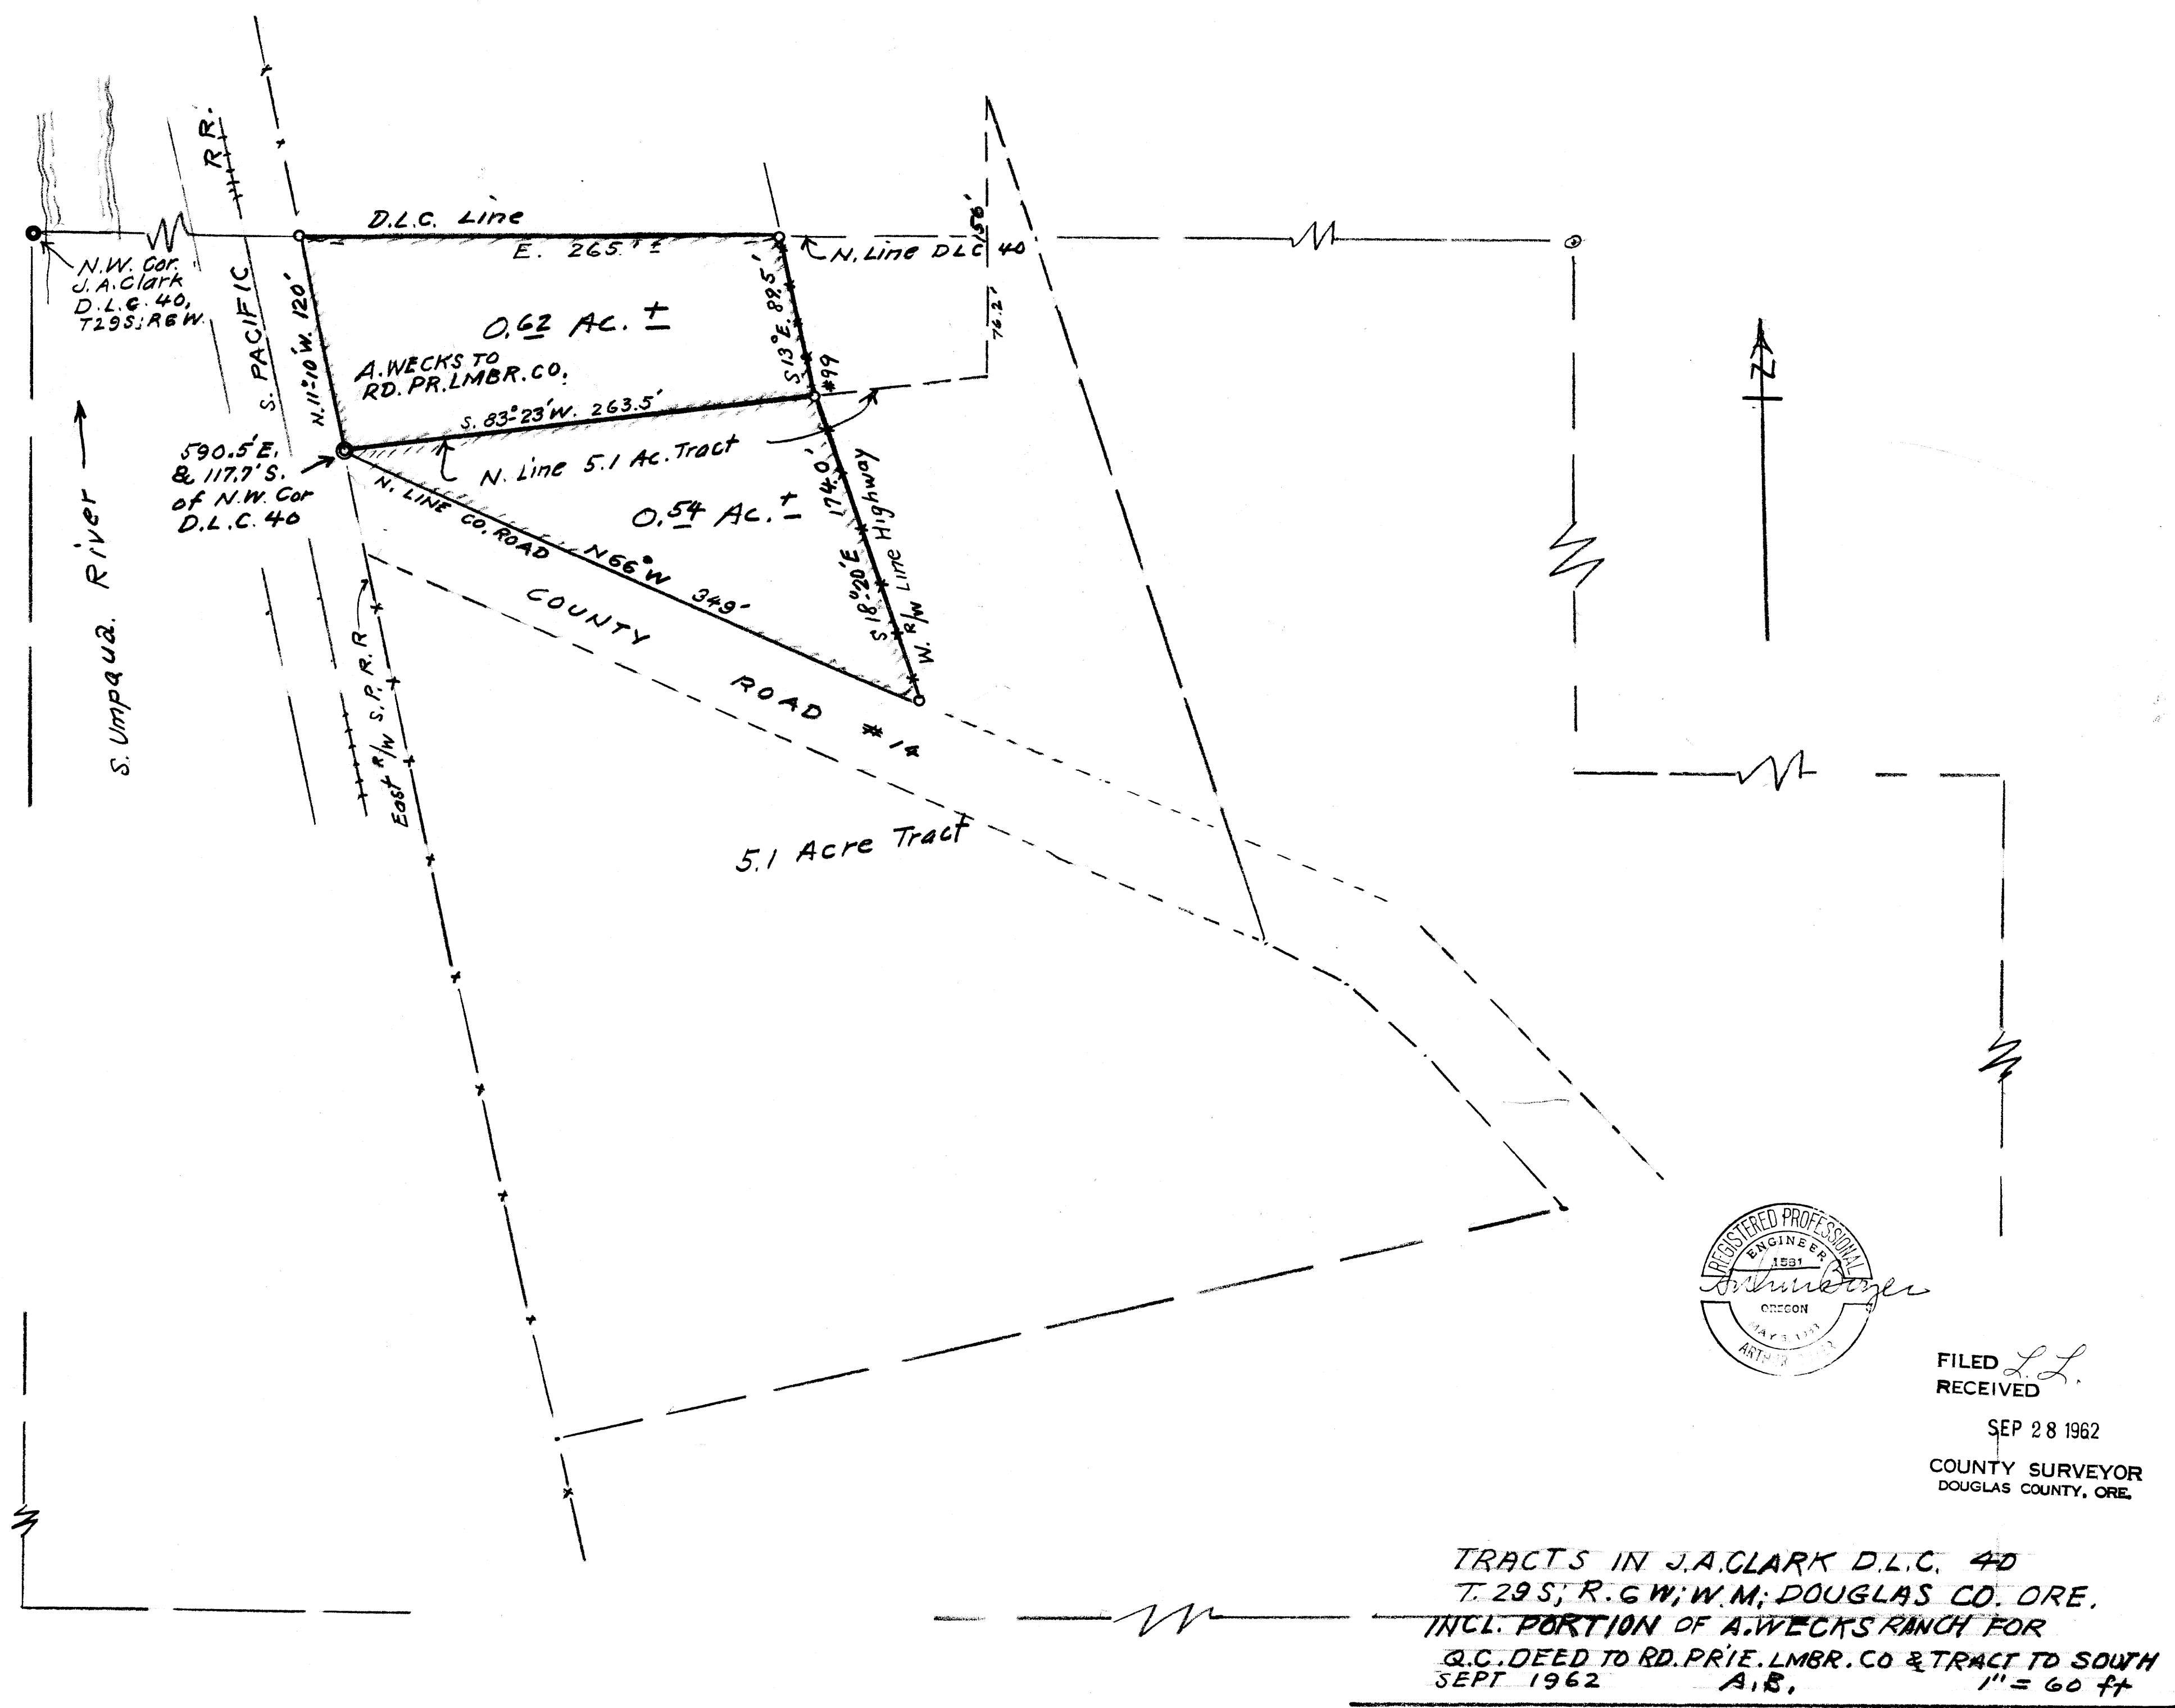 R.R.
D.L.C. Line
E. 265.' ±
N. Line DLC 40
156'
76.2'
N.W. Cor.
J.A. Clark
D.L.C. 40,
T29S; R6W.
S. PACIFIC
N. 11°-10' W. 120'
0.62 AC. ±
S 13° E. 89.5'
#99
A. WECKS TO
RD. PR. LMBR. CO.
S. 83°-23' W. 263.5'
N. Line 5.1 Ac. Tract
590.5' E.
& 117.7' S.
of N.W. Cor
D.L.C. 40
N. LINE CO. ROAD
N 66° W 349'
0.54 AC. ±
S 18°-20' E 174.0'
W. R/W Line Highway
S. Umpqua. River
COUNTY ROAD # 14
East R/W S.P.R.R
5.1 Acre Tract
N
REGISTERED PROFESSIONAL
ENGINEER
1581
OREGON
FILED L.L.
RECEIVED
SEP 28 1962
COUNTY SURVEYOR
DOUGLAS COUNTY, ORE.
TRACTS IN J.A. CLARK D.L.C. 40
T. 29 S; R. 6 W; W. M; DOUGLAS CO. ORE.
INCL. PORTION OF A. WECKS RANCH FOR
Q.C. DEED TO RD. PR'IE. LMBR. CO & TRACT TO SOUTH
SEPT 1962 A.B. 1" = 60 ft